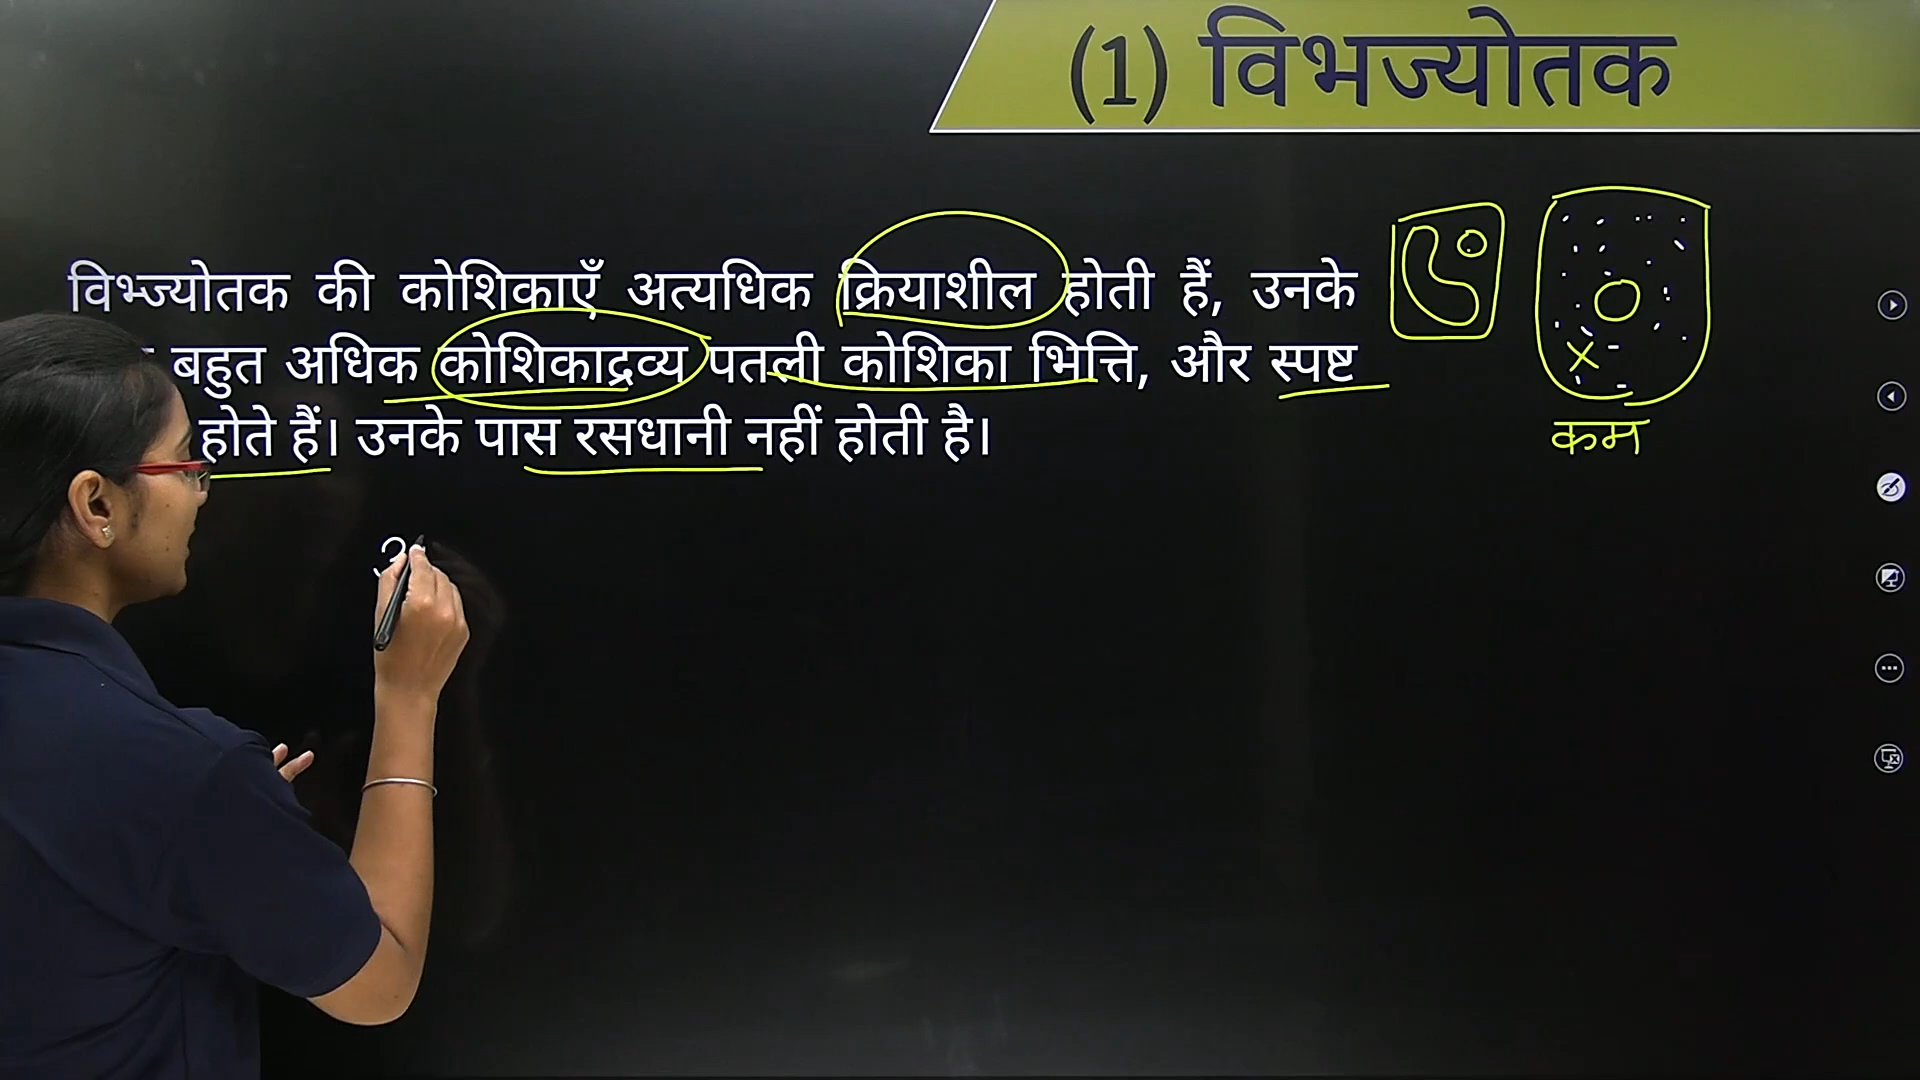 (1) विभज्योतक
विभ्ज्योतक की कोशिकाएँ अत्यधिक क्रियाशील होती हैं, उनके
बहुत अधिक कोशिकाद्रव्य पतली कोशिका भित्ति, और स्पष्ट
होते हैं। उनके पास रसधानी नहीं होती है।
कम